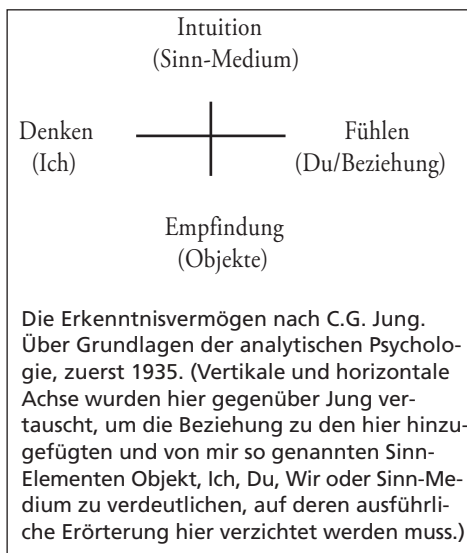 Intuition
(Sinn-Medium)
Denken
(Ich)
Fühlen
(Du/Beziehung)
Empfindung
(Objekte)
Die Erkenntnisvermögen nach C.G. Jung.
Über Grundlagen der analytischen Psycholo-
gie, zuerst 1935. (Vertikale und horizontale
Achse wurden hier gegenüber Jung ver-
tauscht, um die Beziehung zu den hier hinzu-
gefügten und von mir so genannten Sinn-
Elementen Objekt, Ich, Du, Wir oder Sinn-Me-
dium zu verdeutlichen, auf deren ausführli-
che Erörterung hier verzichtet werden muss.)